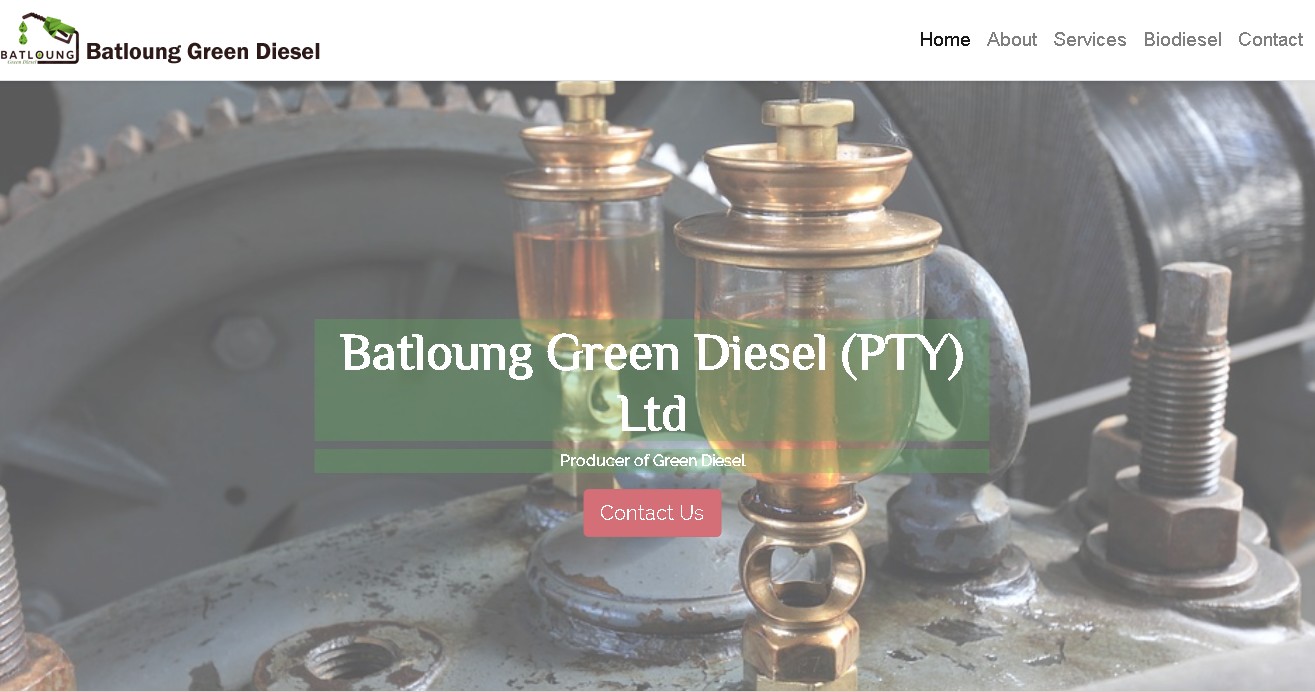 BATLOUNG
Green Diesel
Batloung Green Diesel
Home About Services Biodiesel Contact
Batloung Green Diesel (PTY)
Ltd
Producer of Green Diesel
Contact Us